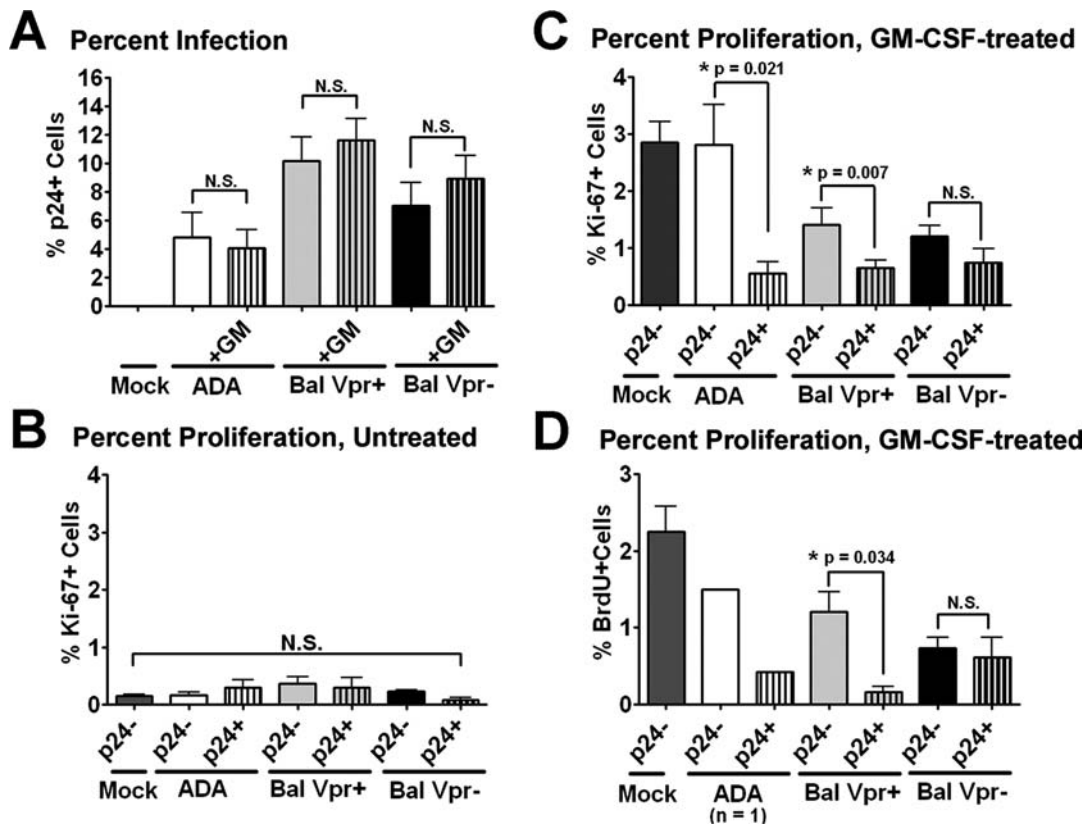 A Percent Infection
% p24+ Cells
16
14
12
10
8
6
4
2
0
N.S.
N.S.
N.S.
+GM
+GM
+GM
Mock
ADA
Bal Vpr+
Bal Vpr-
B Percent Proliferation, Untreated
% Ki-67+ Cells
4
3
2
1
0
N.S.
p24-
p24-
p24+
p24-
p24+
p24-
p24+
Mock
ADA
Bal Vpr+
Bal Vpr-
C Percent Proliferation, GM-CSF-treated
% Ki-67+ Cells
4
3
2
1
0
* p = 0.021
* p = 0.007
N.S.
p24-
p24-
p24+
p24-
p24+
p24-
p24+
Mock
ADA
Bal Vpr+
Bal Vpr-
D Percent Proliferation, GM-CSF-treated
% BrdU+Cells
3
2
1
0
* p = 0.034
N.S.
p24-
p24-
p24+
p24-
p24+
p24-
p24+
Mock
ADA
(n = 1)
Bal Vpr+
Bal Vpr-